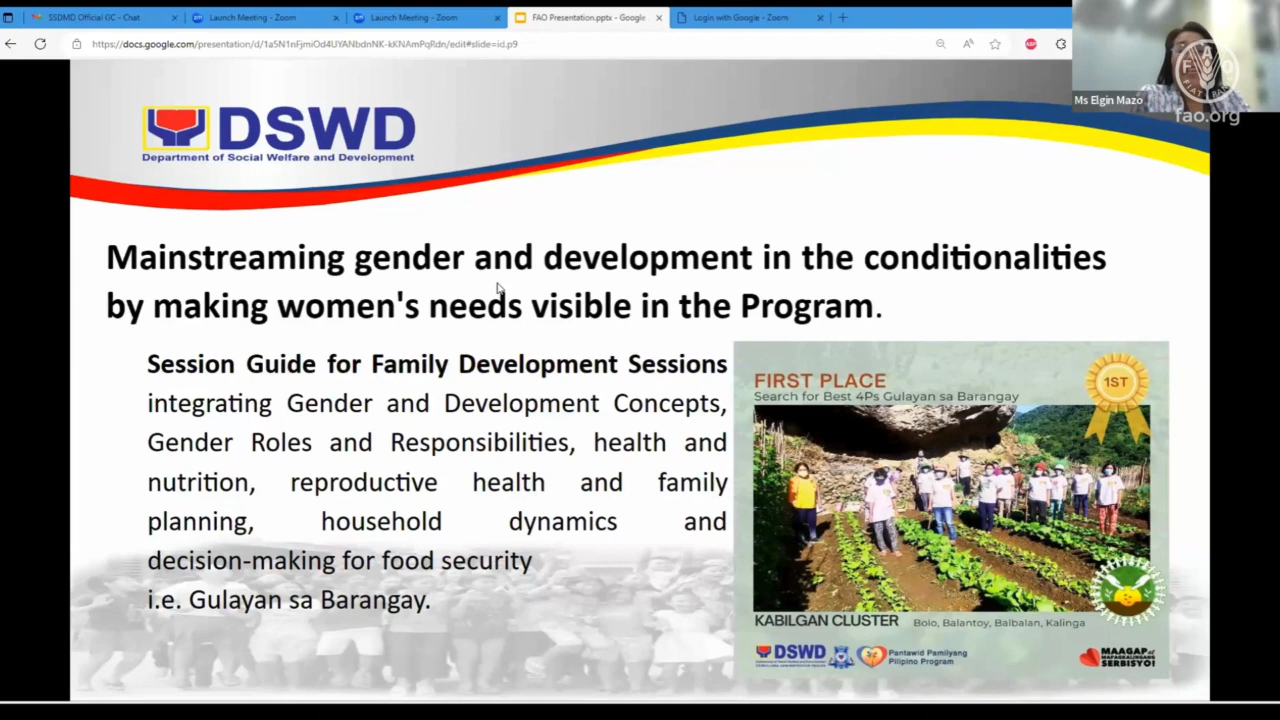 SSDMD Official GC - Chat
Launch Meeting - Zoom
Launch Meeting - Zoom
FAO Presentation.pptx - Google
Login with Google - Zoom
https://docs.google.com/presentation/d/1a5N1nFjmiOd4UYANbdnNK-kKNAmPqRdn/edit#slide=id.p9
Ms Elgin Mazo
FAO
FIAT PANIS
fao.org
DSWD
Department of Social Welfare and Development
Mainstreaming gender and development in the conditionalities
by making women's needs visible in the Program.
Session Guide for Family Development Sessions
integrating Gender and Development Concepts,
Gender Roles and Responsibilities, health and
nutrition, reproductive health and family
planning, household dynamics and
decision-making for food security
i.e. Gulayan sa Barangay.
FIRST PLACE
Search for Best 4Ps Gulayan sa Barangay
1ST
KABILGAN CLUSTER
Bolo, Balantoy, Balbalan, Kalinga
DSWD
Pantawid Pamilyang
Pilipino Program
MAAGAP at
MAPAGKALINGANG
SERBISYO!